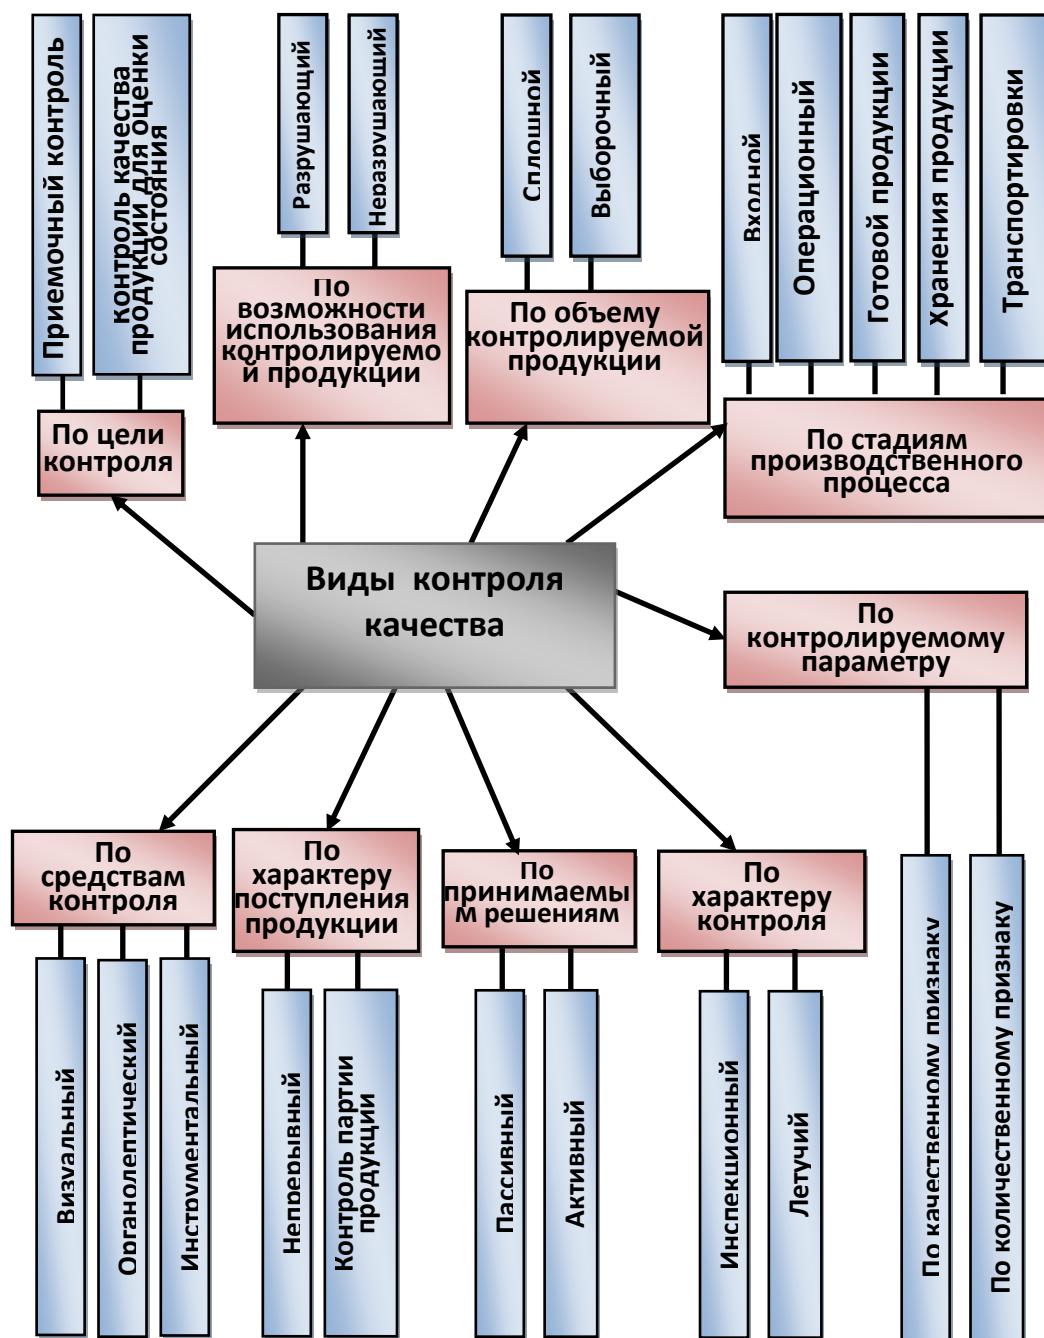 Приемочный контроль
контроль качества
продукции для оценки
состояния
Разрушающий
Неразрушающий
Сплошной
Выборочный
Входной
Операционный
Готовой продукции
Хранения продукции
Транспортировки
По цели
контроля
По
возможности
использования
контролируемо
й продукции
По объему
контролируемой
продукции
По стадиям
производственного
процесса
Виды контроля
качества
По
контролируемому
параметру
По
средствам
контроля
По
характеру
поступления
продукции
По
принимаемы
м решениям
По
характеру
контроля
Визуальный
Органолептический
Инструментальный
Непрерывный
Контроль партии
продукции
Пассивный
Активный
Инспекционный
Летучий
По качественному признаку
По количественному признаку